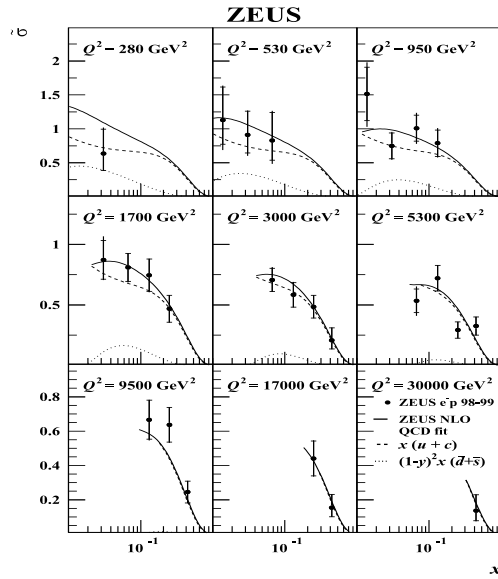 ZEUS
σ̃
Q² – 280 GeV² Q² – 530 GeV² Q² – 950 GeV²
2
1.5
1
0.5
Q² = 1700 GeV² Q² = 3000 GeV² Q² = 5300 GeV²
1
0.5
Q² = 9500 GeV² Q² = 17000 GeV² Q² = 30000 GeV²
0.8
0.6
0.4
0.2
ZEUS e⁻p 98-99
ZEUS NLO
QCD fit
x (u + c)
(1-y)²x (d̄+s̄)
10⁻¹ 10⁻¹ 10⁻¹
x